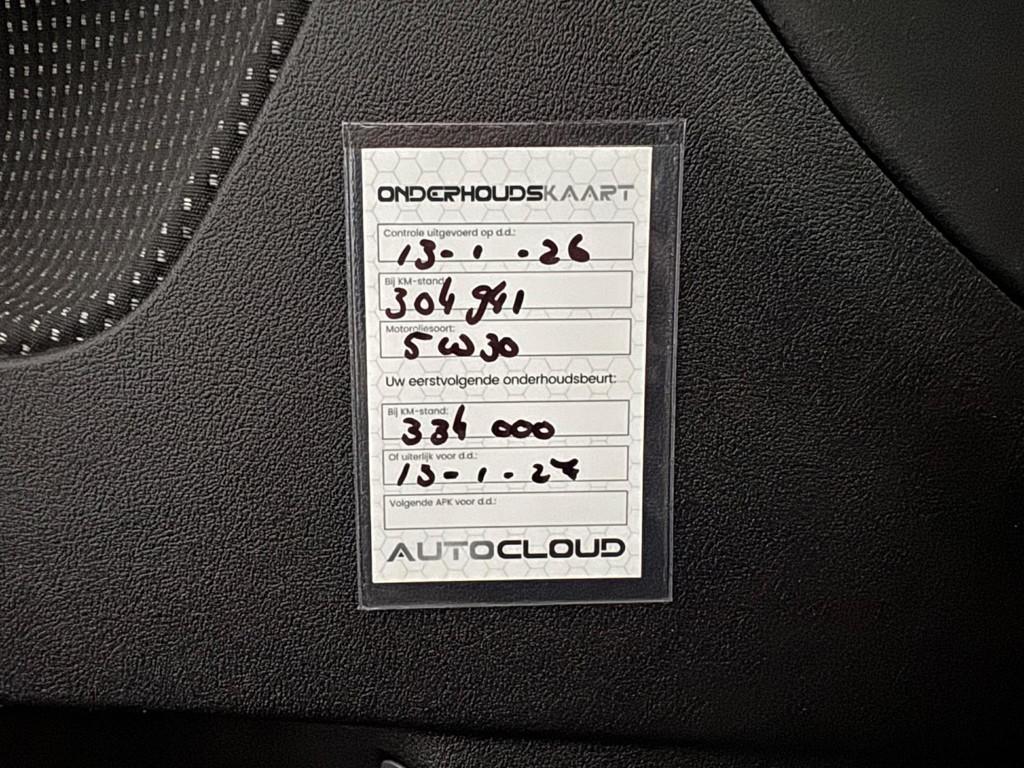 ONDERHOUDSKAART
Controle uitgevoerd op d.d.:
13-1.-26
Bij KM-stand:
304941
Motoroliesoort:
5W30
Uw eerstvolgende onderhoudsbeurt:
Bij KM-stand:
334 000
Of uiterlijk voor d.d.:
13-1-27
Volgende APK voor d.d.:
AUTOCLOUD